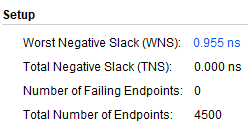 Setup
Worst Negative Slack (WNS): 0.955 ns
Total Negative Slack (TNS): 0.000 ns
Number of Failing Endpoints: 0
Total Number of Endpoints: 4500